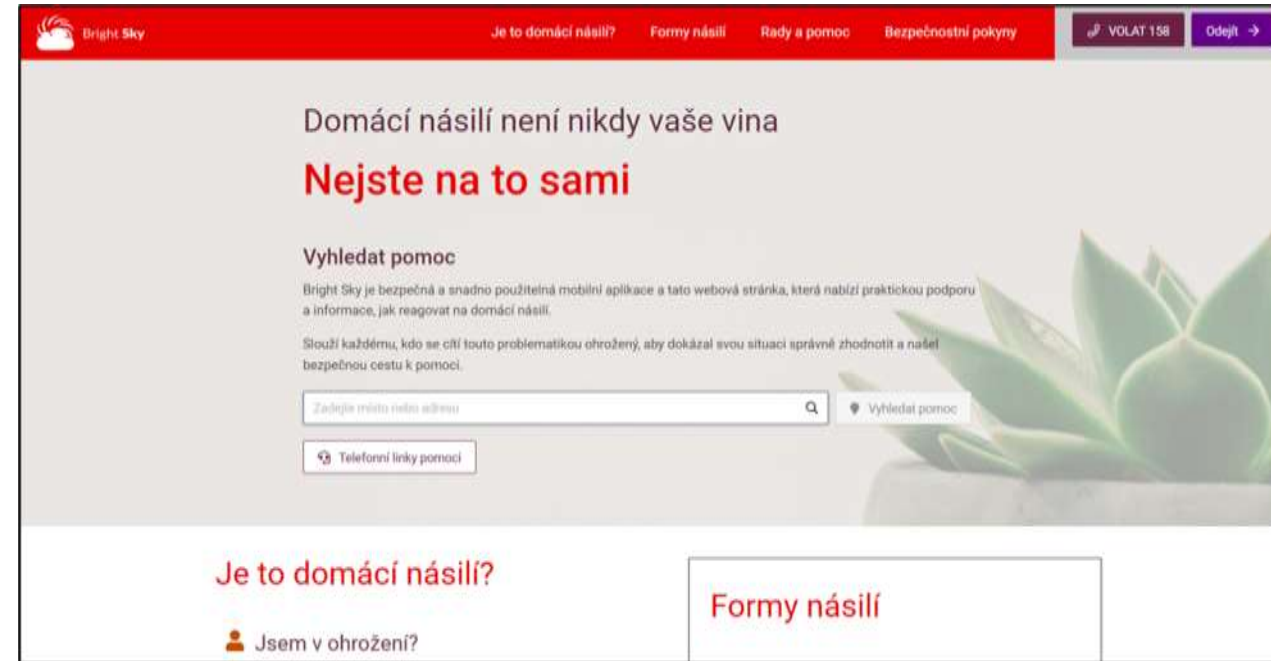 Bright Sky
Je to domácí násilí? Formy násilí Rady a pomoc Bezpečnostní pokyny
VOLAT 158
Odejít →
Domácí násilí není nikdy vaše vina
Nejste na to sami
Vyhledat pomoc
Bright Sky je bezpečná a snadno použitelná mobilní aplikace a tato webová stránka, která nabízí praktickou podporu
a informace, jak reagovat na domácí násilí.
Slouží každému, kdo se cítí touto problematikou ohrožený, aby dokázal svou situaci správně zhodnotit a našel
bezpečnou cestu k pomoci.
Zadejte místo nebo adresu
Vyhledat pomoc
Telefonní linky pomoci
Je to domácí násilí?
Formy násilí
Jsem v ohrožení?